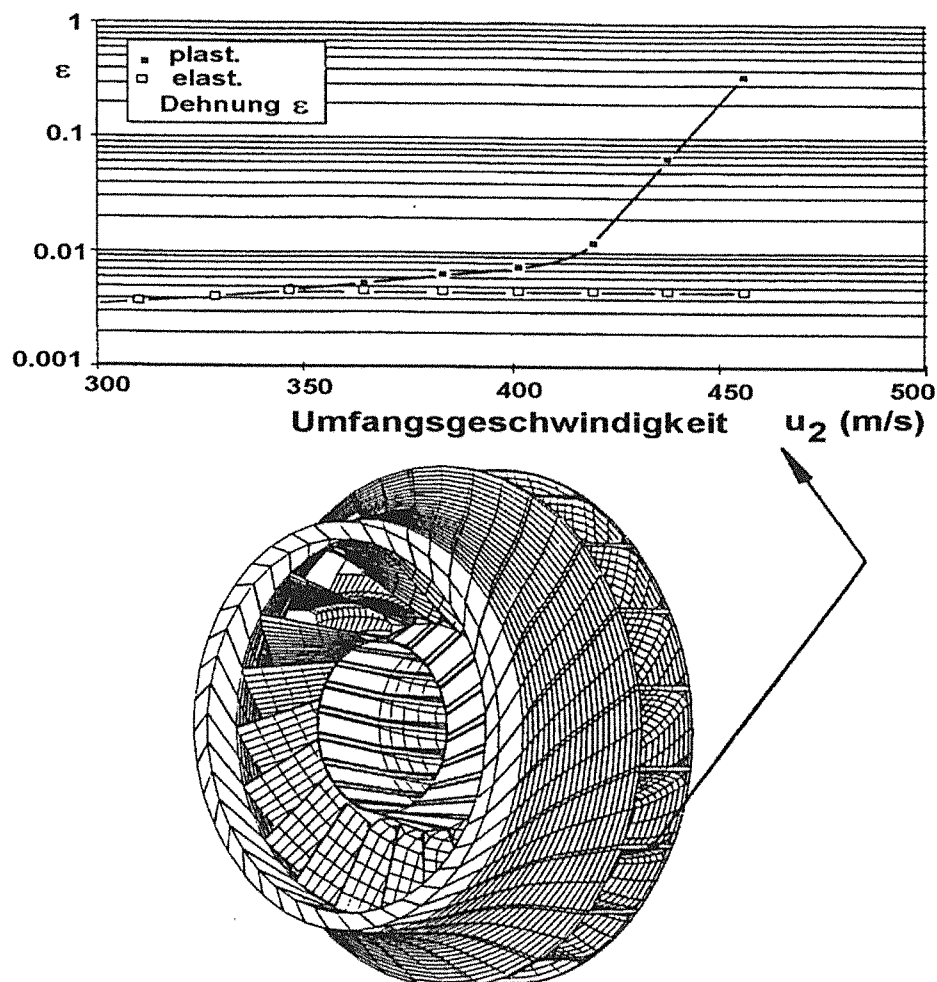 1
ε
plast.
elast.
Dehnung ε
0.1
0.01
0.001
300 350 400 450 500
Umfangsgeschwindigkeit u₂ (m/s)